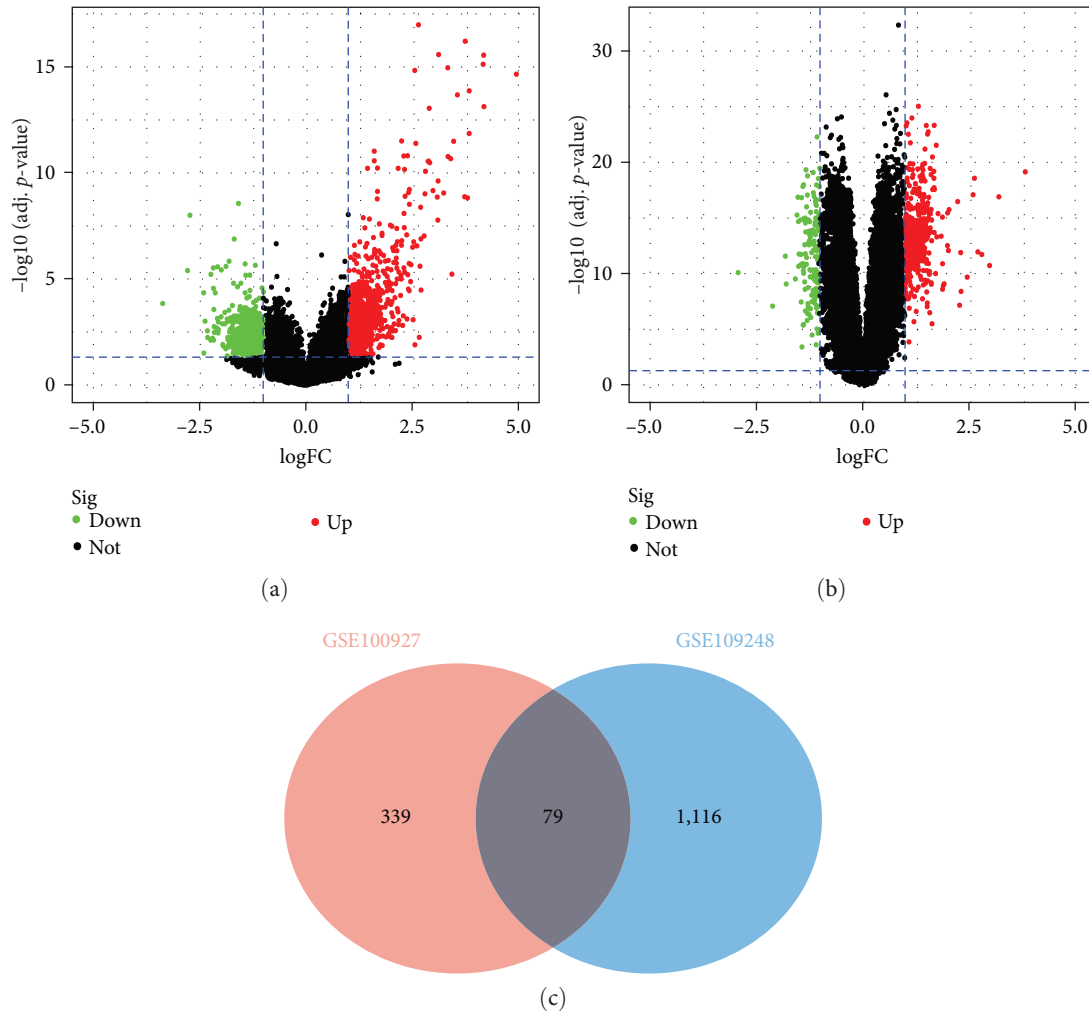 15
10
5
0
−log10 (adj. p-value)
−5.0 −2.5 0.0 2.5 5.0
logFC
Sig
Down Up
Not
(a)
30
20
10
0
−log10 (adj. p-value)
−5.0 −2.5 0.0 2.5 5.0
logFC
Sig
Down Up
Not
(b)
GSE100927 GSE109248
339 79 1,116
(c)